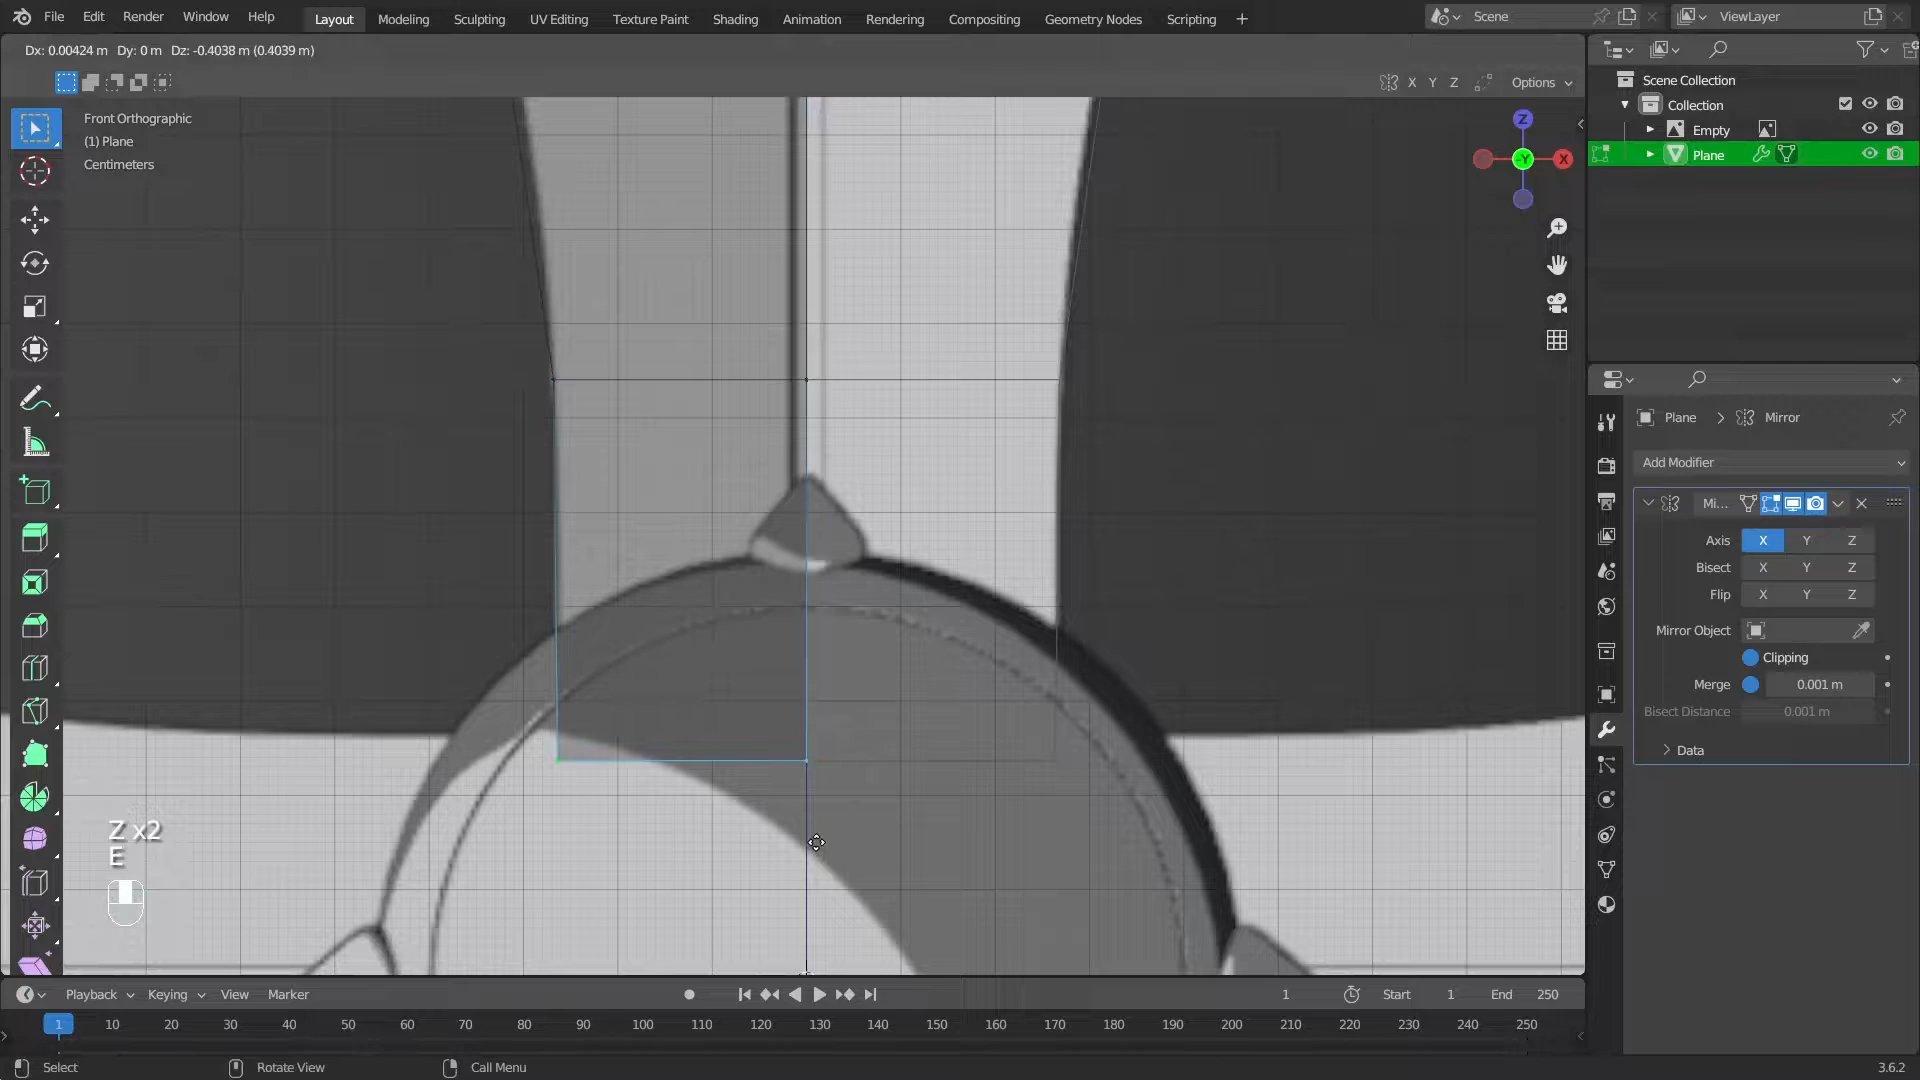 File Edit Render Window Help Layout Modeling Sculpting UV Editing Texture Paint Shading Animation Rendering Compositing Geometry Nodes Scripting Scene ViewLayer
Dx: 0.00424 m Dy: 0 m Dz: -0.4038 m (0.4039 m)
X Y Z Options
Front Orthographic
(1) Plane
Centimeters
Z
-Y
X
Z x2
E
Scene Collection
Collection
Empty
Plane
Plane Mirror
Add Modifier
Mi...
Axis X Y Z
Bisect X Y Z
Flip X Y Z
Mirror Object
Clipping
Merge 0.001 m
Bisect Distance 0.001 m
Data
Playback Keying View Marker 1 Start 1 End 250
1 10 20 30 40 50 60 70 80 90 100 110 120 130 140 150 160 170 180 190 200 210 220 230 240 250
Select Rotate View Call Menu 3.6.2